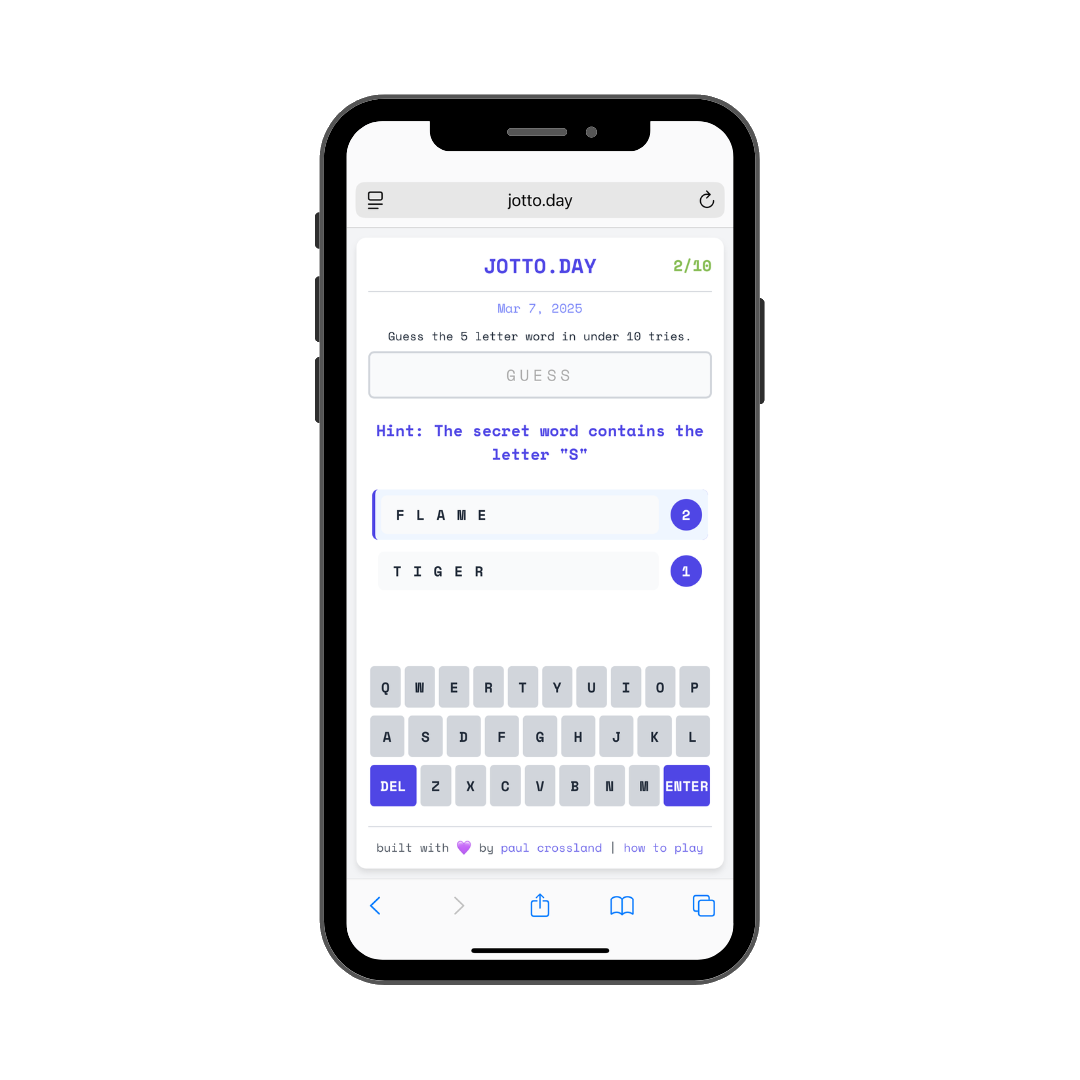 jotto.day
JOTTO.DAY 2/10
Mar 7, 2025
Guess the 5 letter word in under 10 tries.
GUESS
Hint: The secret word contains the
letter "S"
F L A M E 2
T I G E R 1
Q W E R T Y U I O P
A S D F G H J K L
DEL Z X C V B N M ENTER
built with 💜 by paul crossland | how to play